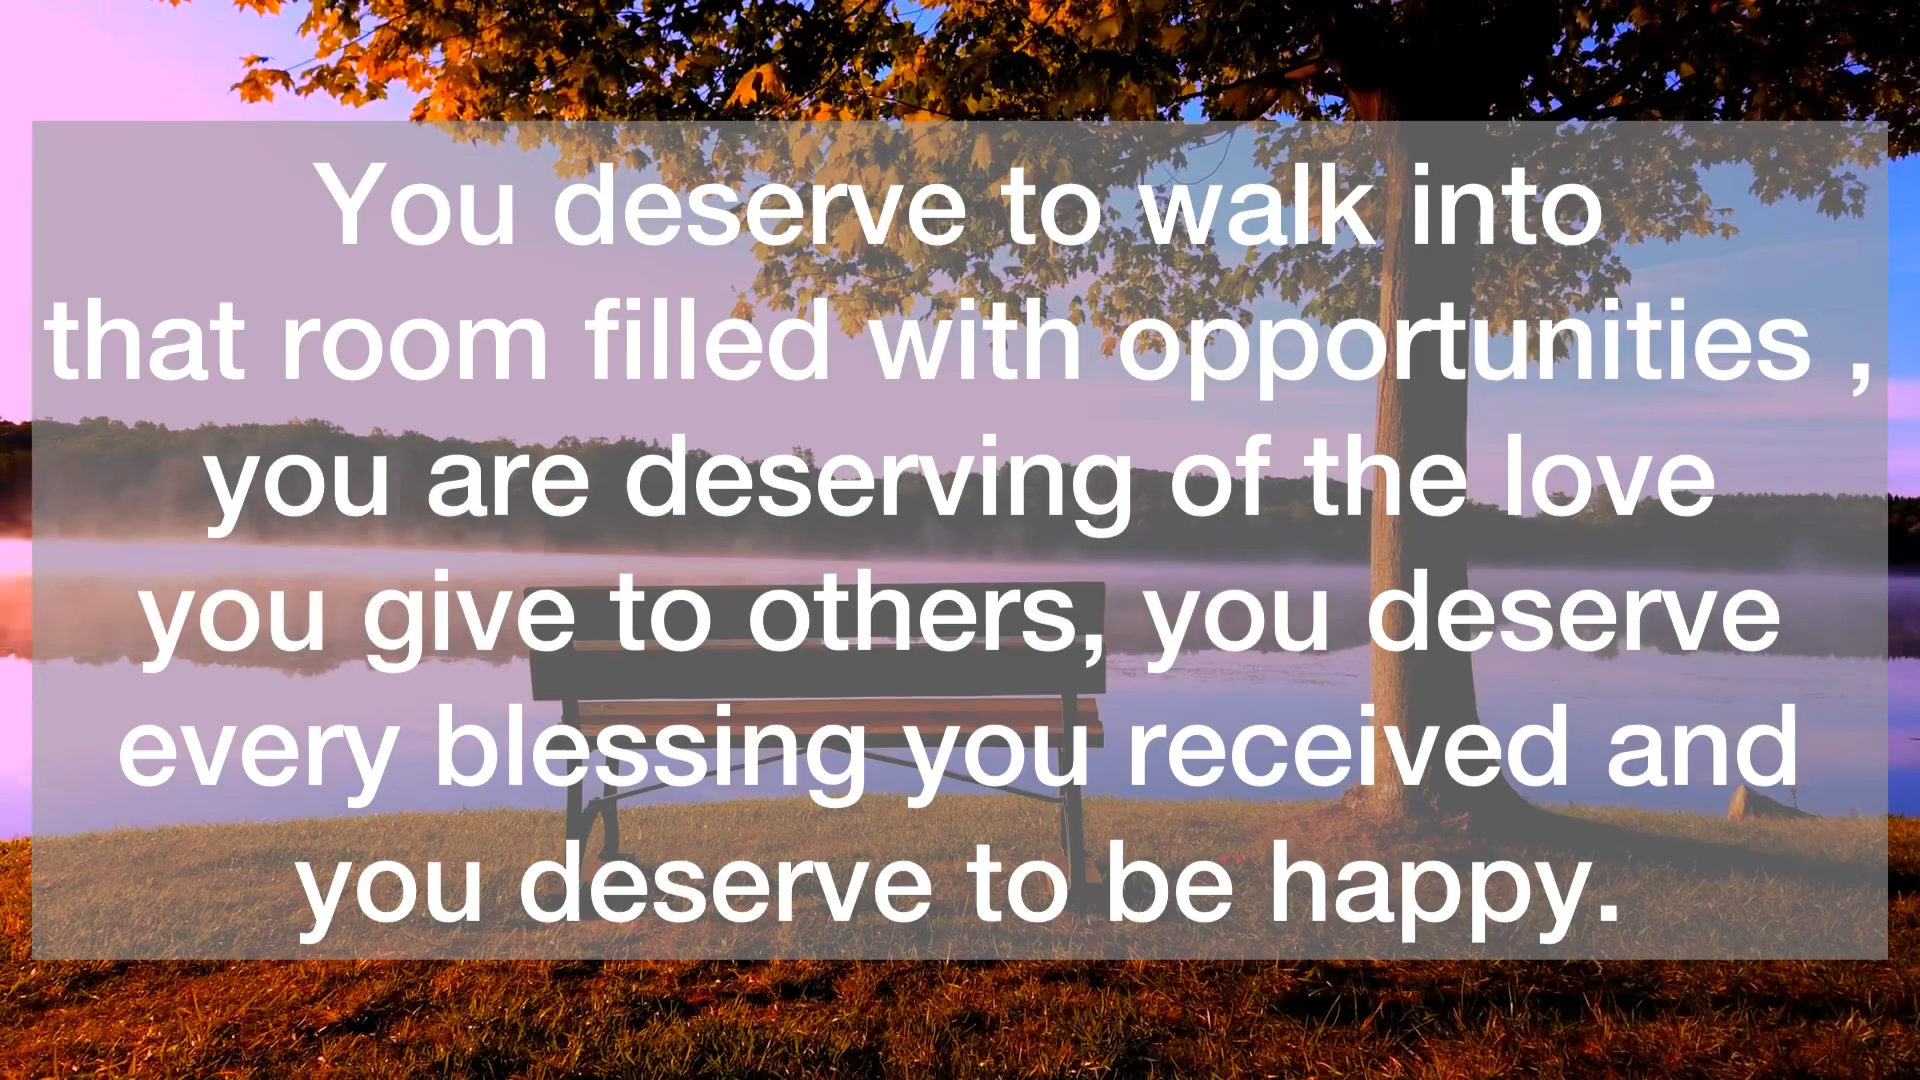 You deserve to walk into
that room filled with opportunities ,
you are deserving of the love
you give to others, you deserve
every blessing you received and
you deserve to be happy.